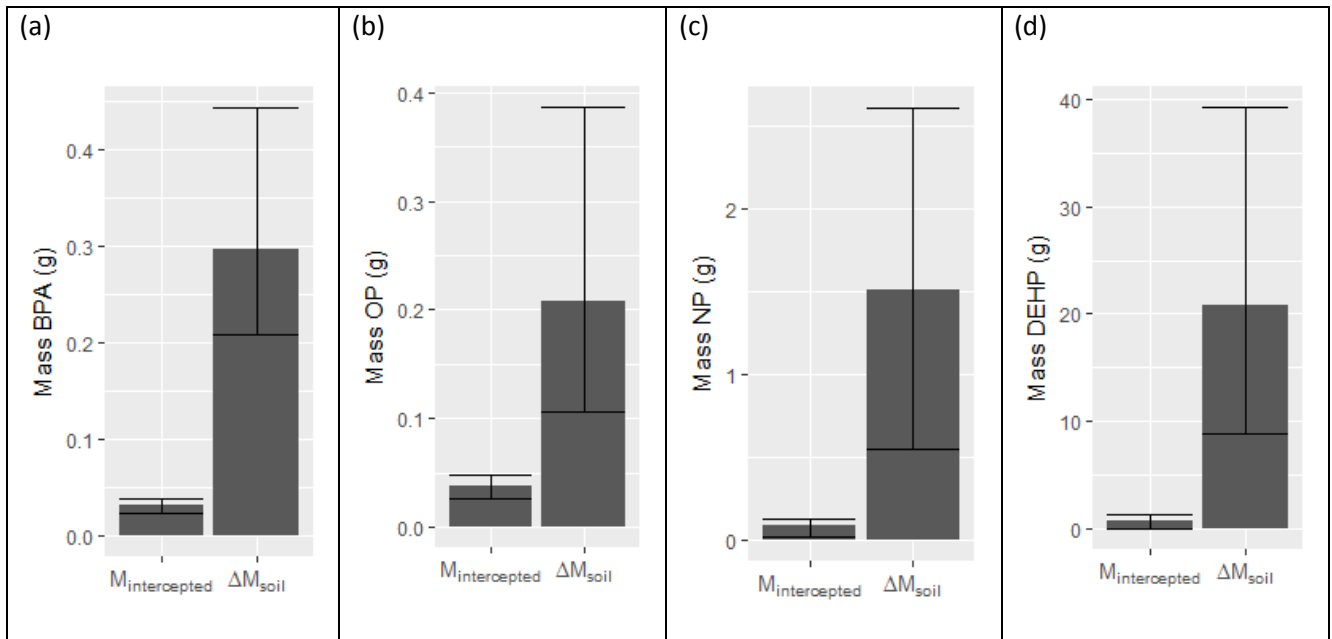 (a)
Mass BPA (g)
0.4
0.3
0.2
0.1
0.0
Mintercepted ΔMsoil
(b)
Mass OP (g)
0.4
0.3
0.2
0.1
0.0
Mintercepted ΔMsoil
(c)
Mass NP (g)
2
1
0
Mintercepted ΔMsoil
(d)
Mass DEHP (g)
40
30
20
10
0
Mintercepted ΔMsoil